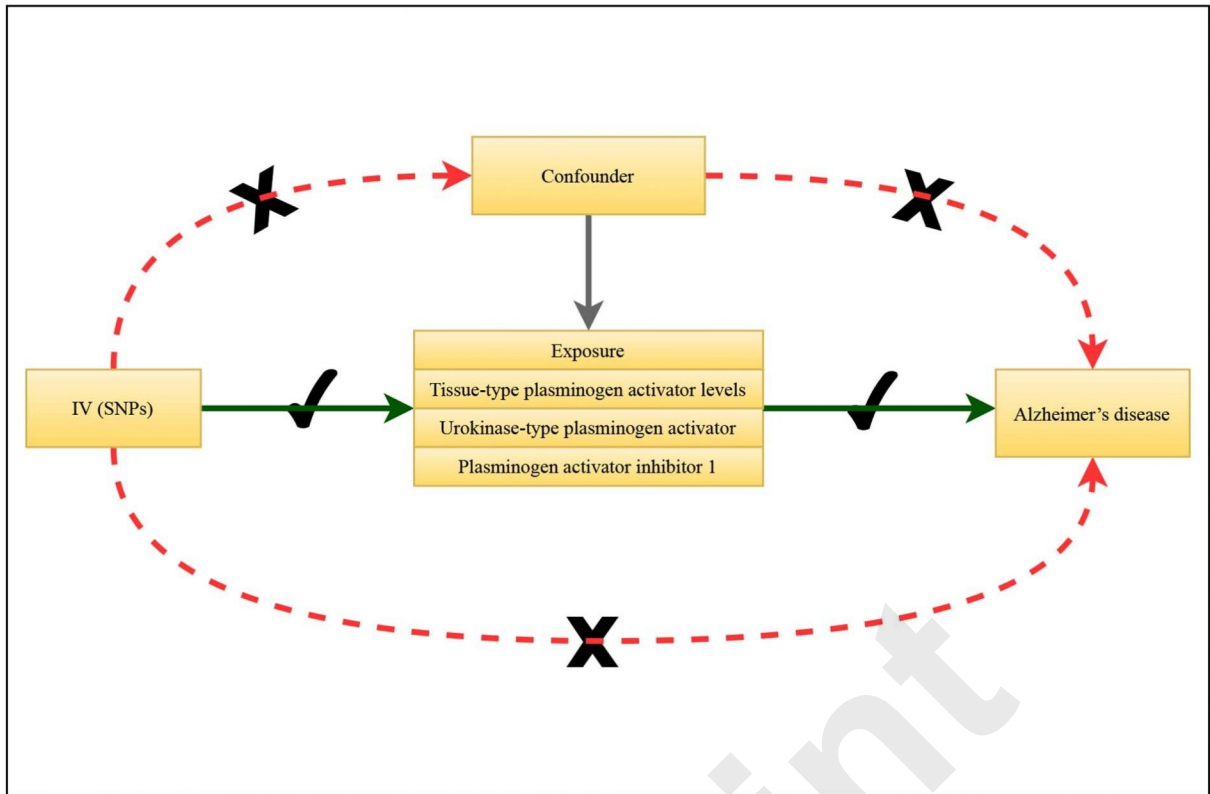 Confounder
Exposure
Tissue-type plasminogen activator levels
IV (SNPs)
Urokinase-type plasminogen activator
Alzheimer's disease
Plasminogen activator inhibitor 1
int